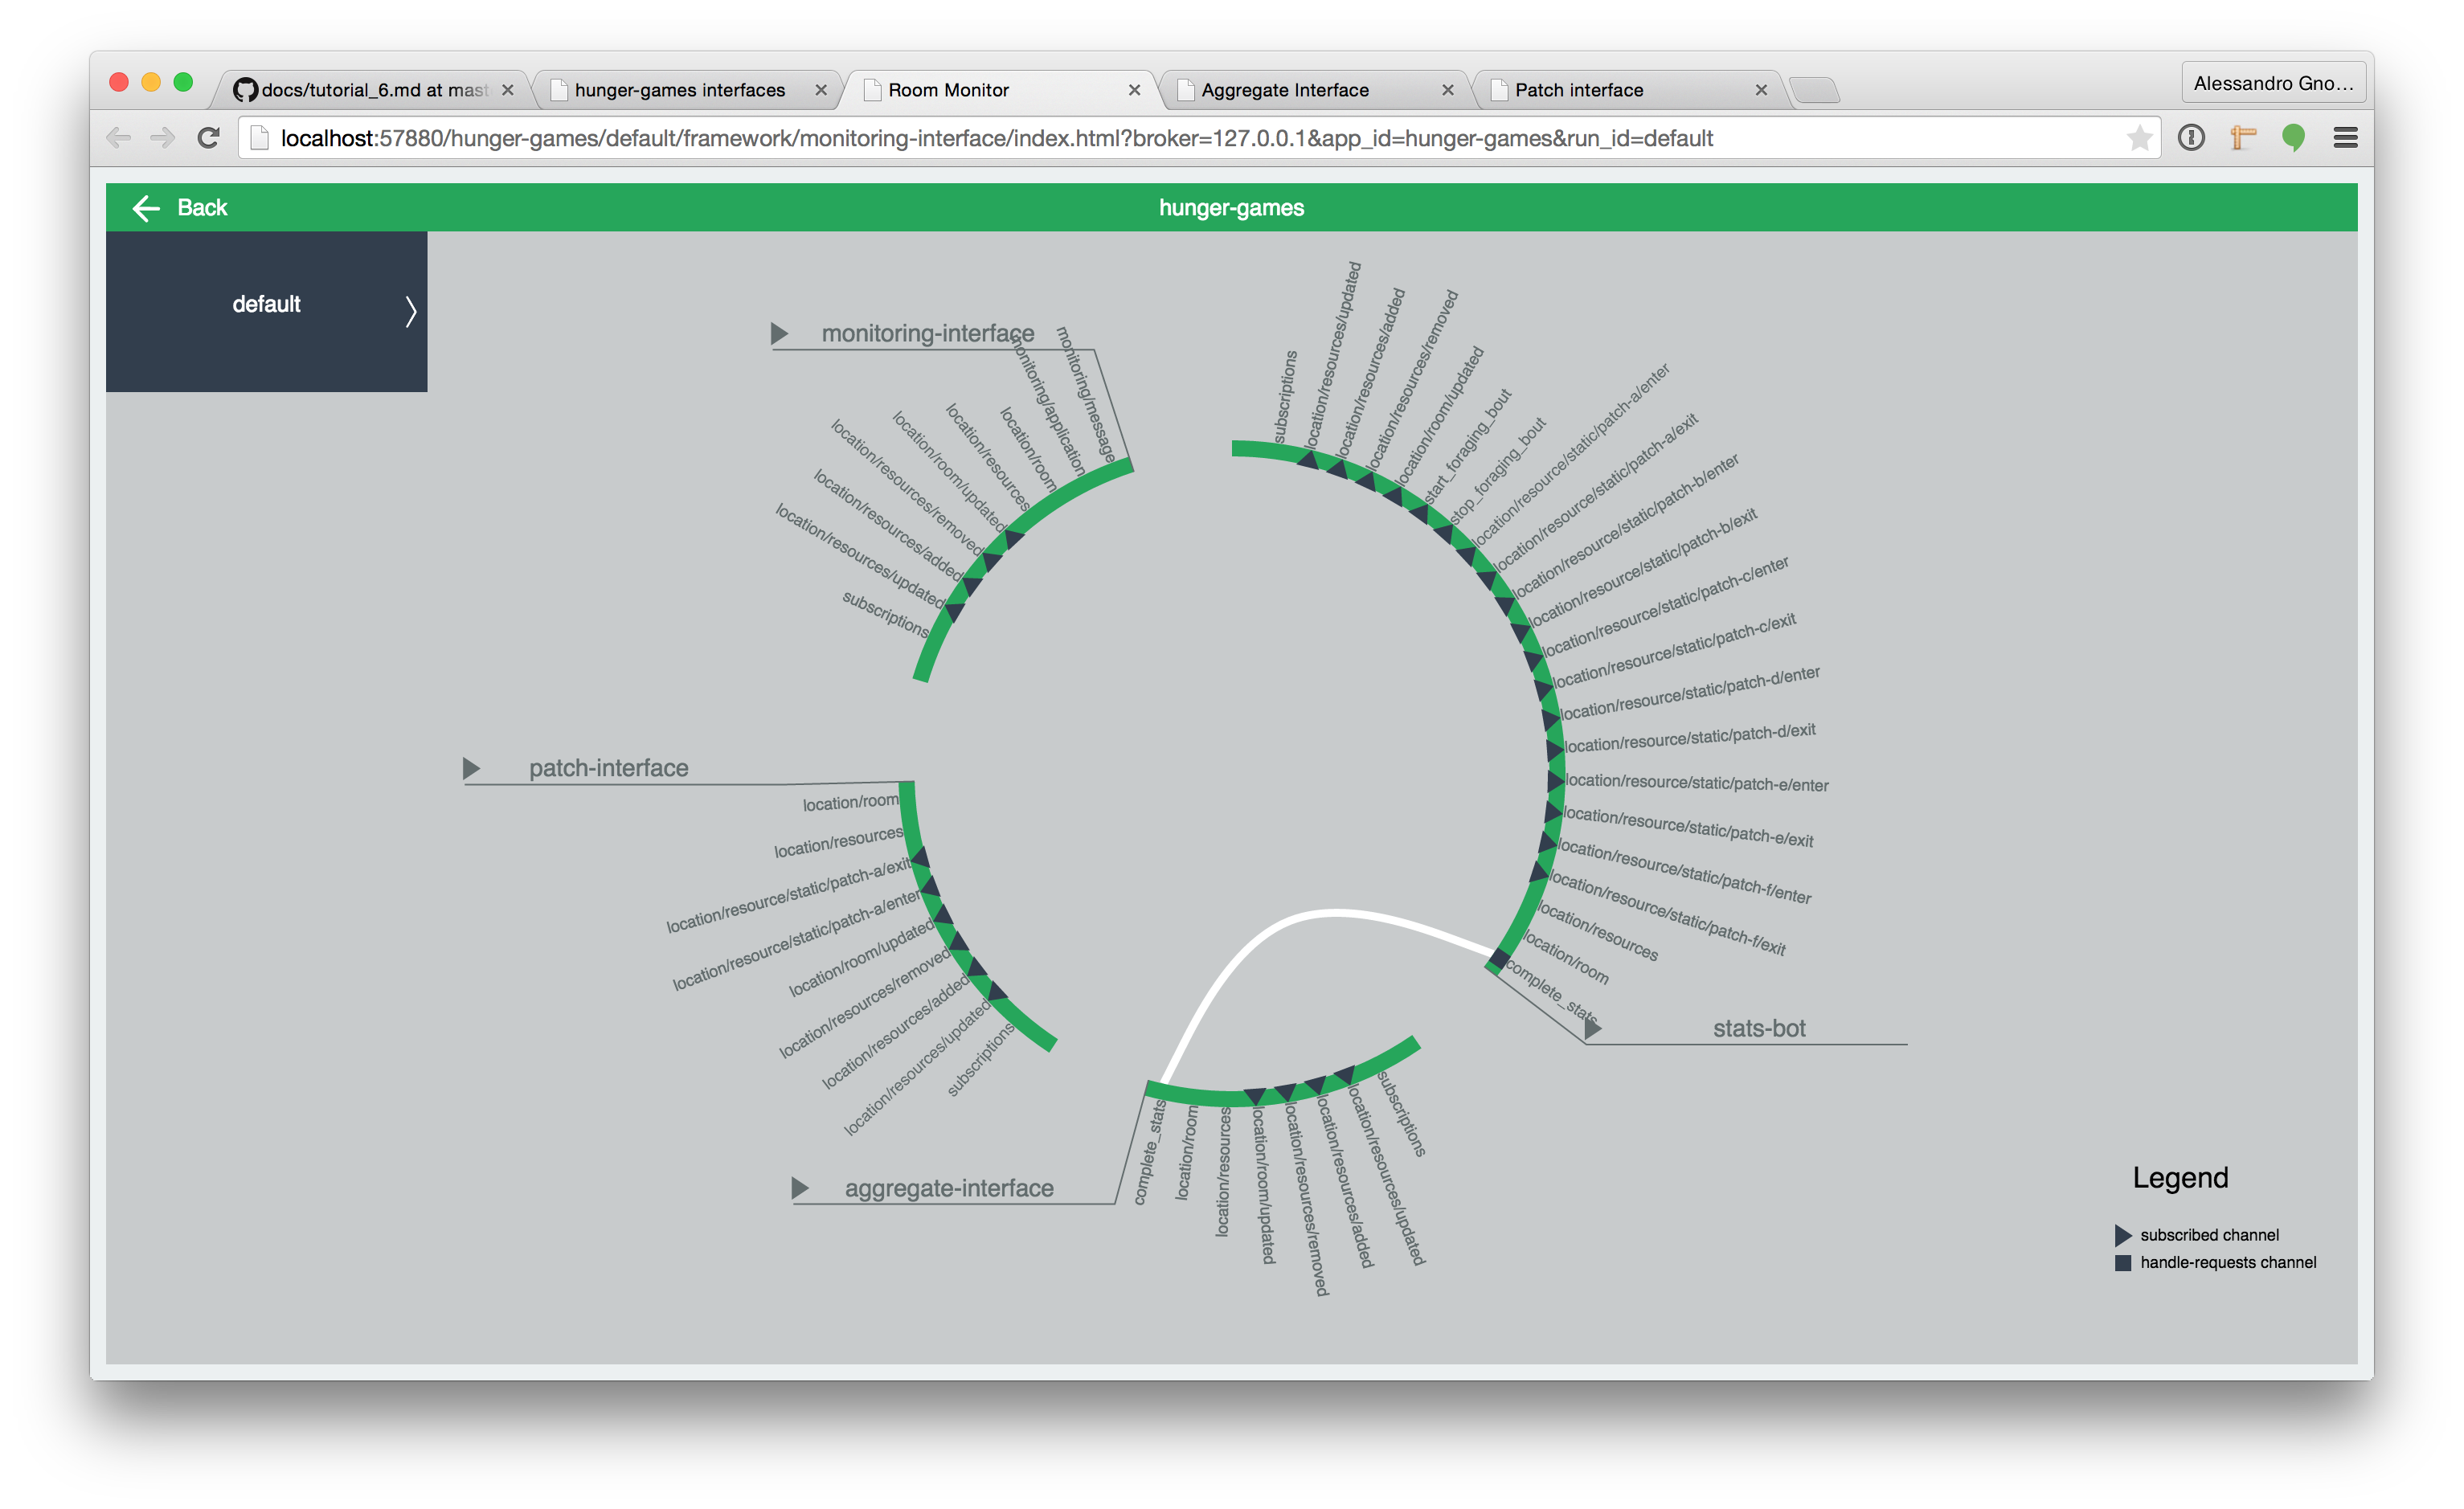 docs/tutorial_6.md at mast
hunger-games interfaces
Room Monitor
Aggregate Interface
Patch interface
Alessandro Gno...
localhost:57880/hunger-games/default/framework/monitoring-interface/index.html?broker=127.0.0.1&app_id=hunger-games&run_id=default
Back
hunger-games
default
monitoring-interface
monitoring/message
monitoring/application
location/room
location/resources
location/room/updated
location/resources/removed
location/resources/added
location/resources/updated
subscriptions
subscriptions
location/resources/updated
location/resources/added
location/resources/removed
location/room/updated
start_foraging_bout
stop_foraging_bout
location/resource/static/patch-a/enter
location/resource/static/patch-a/exit
location/resource/static/patch-b/enter
location/resource/static/patch-b/exit
location/resource/static/patch-c/enter
location/resource/static/patch-c/exit
location/resource/static/patch-d/enter
location/resource/static/patch-d/exit
location/resource/static/patch-e/enter
location/resource/static/patch-e/exit
location/resource/static/patch-f/enter
location/resource/static/patch-f/exit
location/resources
location/room
complete_stats
stats-bot
patch-interface
location/room
location/resources
location/resource/static/patch-a/exit
location/resource/static/patch-a/enter
location/room/updated
location/resources/removed
location/resources/added
location/resources/updated
subscriptions
aggregate-interface
complete_stats
location/room
location/resources
location/room/updated
location/resources/removed
location/resources/added
location/resources/updated
subscriptions
Legend
subscribed channel
handle-requests channel